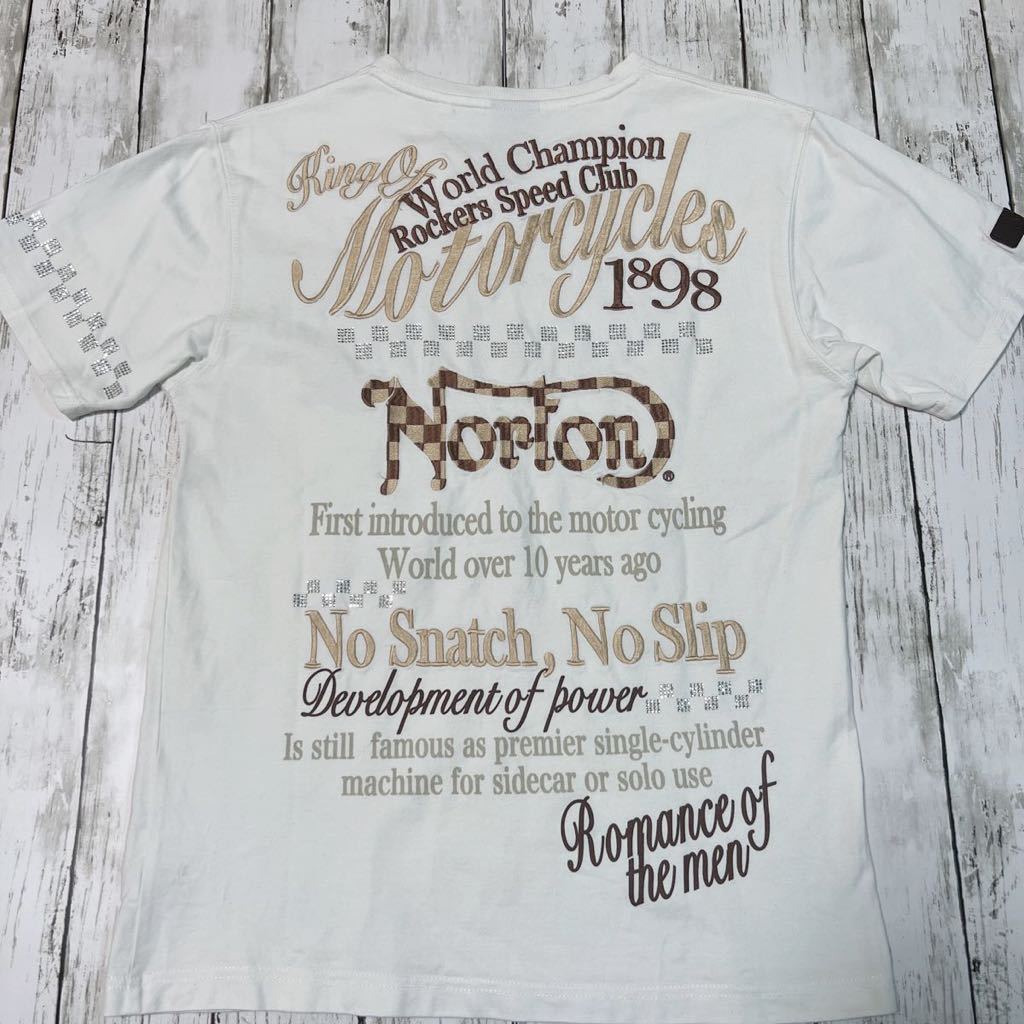 King Of
World Champion
Rockers Speed Club
Motorcycles
1898
Norton®
First introduced to the motor cycling
World over 10 years ago
No Snatch, No Slip
Development of power
Is still famous as premier single-cylinder
machine for sidecar or solo use
Romance of
the men